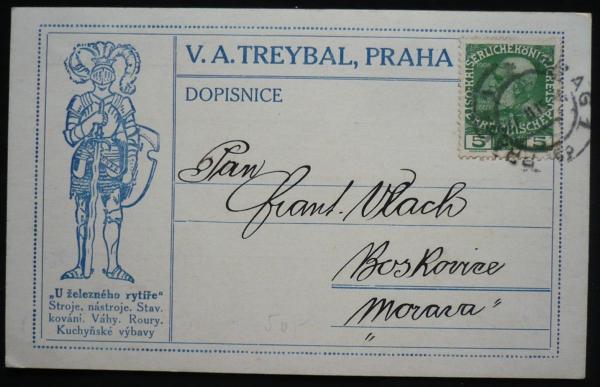 V. A. TREYBAL, PRAHA
DOPISNICE
5 5
Pan
Frant. Vlach
Boskovice
„Morava"
„U železného rytíře"
Stroje, nástroje. Stav.
kování. Váhy. Roury.
Kuchyňské výbavy